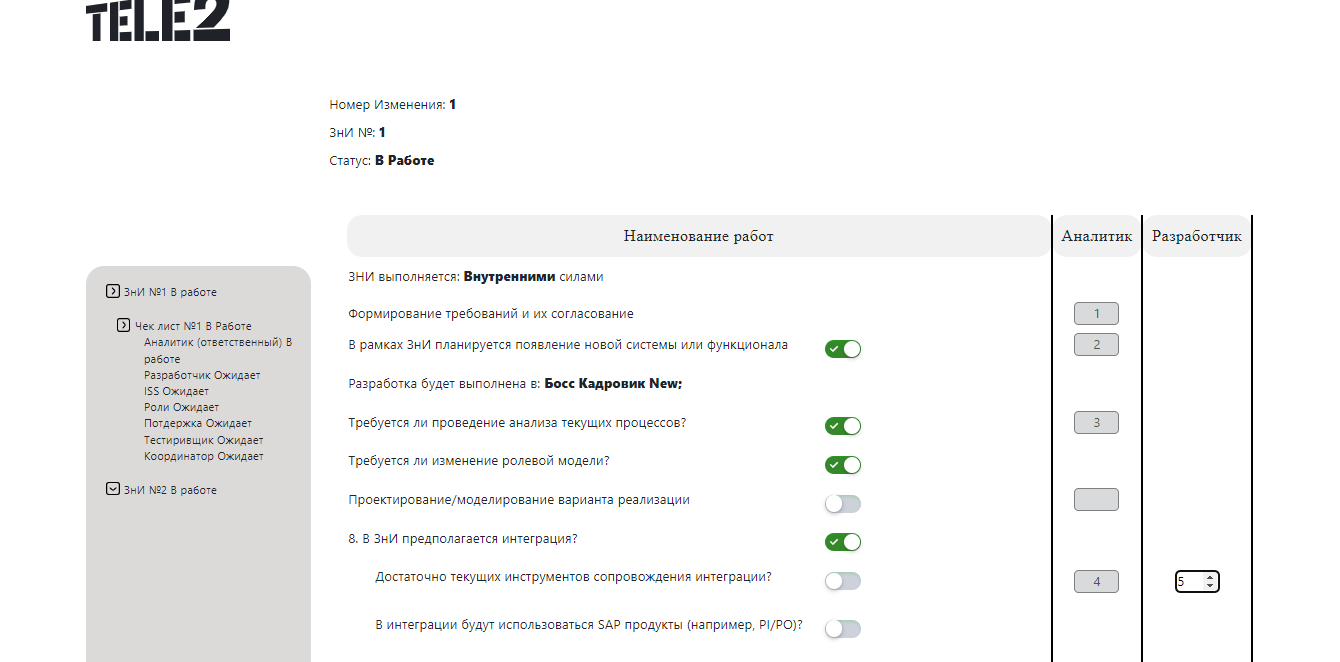 TELE2
Номер Изменения: 1
ЗнИ №: 1
Статус: В Работе
Наименование работ Аналитик Разработчик
ЗнИ №1 В работе
Чек лист №1 В Работе
Аналитик (ответственный) В
работе
Разработчик Ожидает
ISS Ожидает
Роли Ожидает
Потдержка Ожидает
Тестиривщик Ожидает
Координатор Ожидает
ЗнИ №2 В работе
ЗНИ выполняется: Внутренними силами
Формирование требований и их согласование 1
В рамках ЗнИ планируется появление новой системы или функционала 2
Разработка будет выполнена в: Босс Кадровик New;
Требуется ли проведение анализа текущих процессов? 3
Требуется ли изменение ролевой модели?
Проектирование/моделирование варианта реализации
8. В ЗнИ предполагается интеграция?
Достаточно текущих инструментов сопровождения интеграции? 4 5
В интеграции будут использоваться SAP продукты (например, PI/PO)?